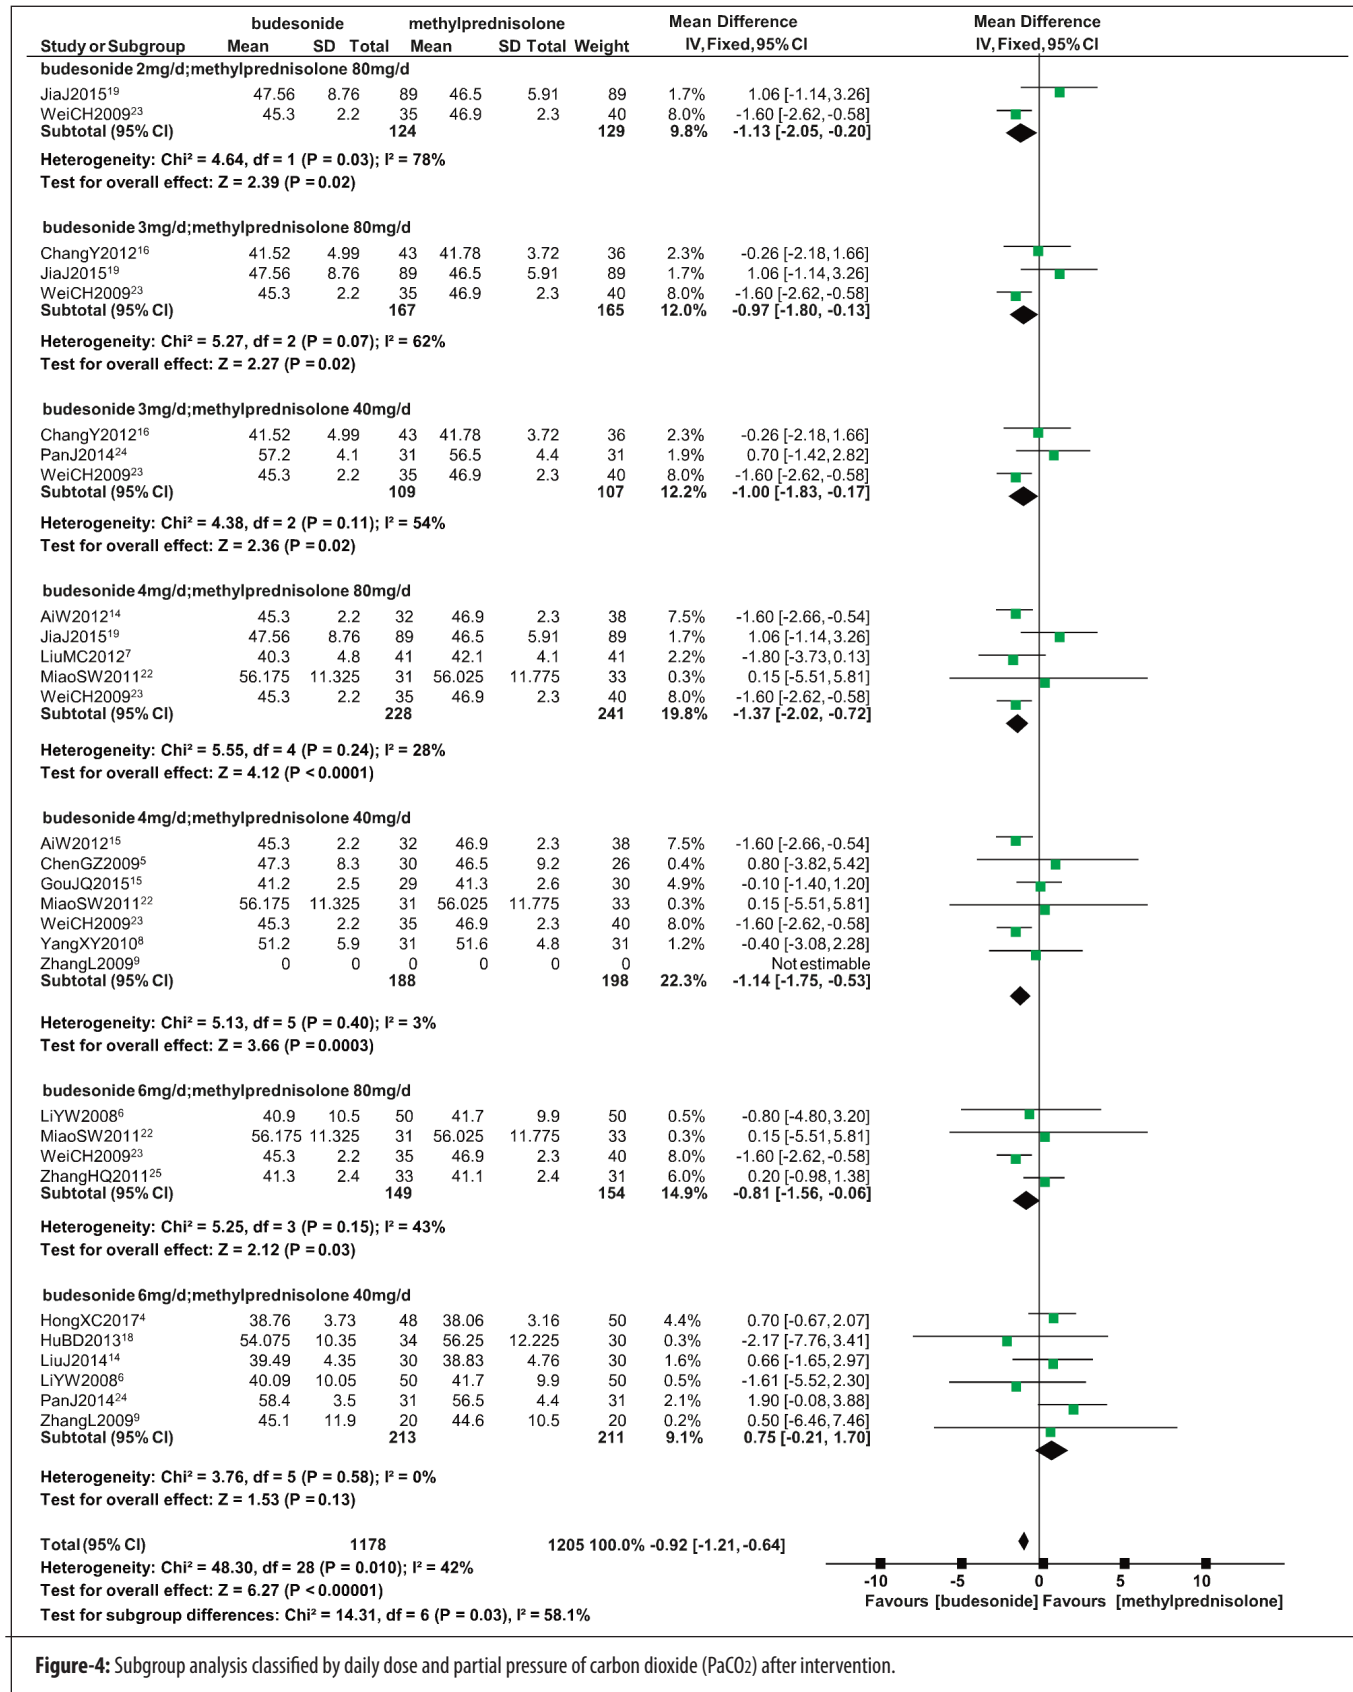 budesonide methylprednisolone Mean Difference Mean Difference
Study or Subgroup Mean SD Total Mean SD Total Weight IV, Fixed, 95% CI IV, Fixed, 95% CI
budesonide 2mg/d;methylprednisolone 80mg/d
JiaJ2015¹⁹ 47.56 8.76 89 46.5 5.91 89 1.7% 1.06 [-1.14, 3.26]
WeiCH2009²³ 45.3 2.2 35 46.9 2.3 40 8.0% -1.60 [-2.62, -0.58]
Subtotal (95% CI) 124 129 9.8% -1.13 [-2.05, -0.20]
Heterogeneity: Chi² = 4.64, df = 1 (P = 0.03); I² = 78%
Test for overall effect: Z = 2.39 (P = 0.02)
budesonide 3mg/d;methylprednisolone 80mg/d
ChangY2012¹⁶ 41.52 4.99 43 41.78 3.72 36 2.3% -0.26 [-2.18, 1.66]
JiaJ2015¹⁹ 47.56 8.76 89 46.5 5.91 89 1.7% 1.06 [-1.14, 3.26]
WeiCH2009²³ 45.3 2.2 35 46.9 2.3 40 8.0% -1.60 [-2.62, -0.58]
Subtotal (95% CI) 167 165 12.0% -0.97 [-1.80, -0.13]
Heterogeneity: Chi² = 5.27, df = 2 (P = 0.07); I² = 62%
Test for overall effect: Z = 2.27 (P = 0.02)
budesonide 3mg/d;methylprednisolone 40mg/d
ChangY2012¹⁶ 41.52 4.99 43 41.78 3.72 36 2.3% -0.26 [-2.18, 1.66]
PanJ2014²⁴ 57.2 4.1 31 56.5 4.4 31 1.9% 0.70 [-1.42, 2.82]
WeiCH2009²³ 45.3 2.2 35 46.9 2.3 40 8.0% -1.60 [-2.62, -0.58]
Subtotal (95% CI) 109 107 12.2% -1.00 [-1.83, -0.17]
Heterogeneity: Chi² = 4.38, df = 2 (P = 0.11); I² = 54%
Test for overall effect: Z = 2.36 (P = 0.02)
budesonide 4mg/d;methylprednisolone 80mg/d
AiW2012¹⁴ 45.3 2.2 32 46.9 2.3 38 7.5% -1.60 [-2.66, -0.54]
JiaJ2015¹⁹ 47.56 8.76 89 46.5 5.91 89 1.7% 1.06 [-1.14, 3.26]
LiuMC2012⁷ 40.3 4.8 41 42.1 4.1 41 2.2% -1.80 [-3.73, 0.13]
MiaoSW2011²² 56.175 11.325 31 56.025 11.775 33 0.3% 0.15 [-5.51, 5.81]
WeiCH2009²³ 45.3 2.2 35 46.9 2.3 40 8.0% -1.60 [-2.62, -0.58]
Subtotal (95% CI) 228 241 19.8% -1.37 [-2.02, -0.72]
Heterogeneity: Chi² = 5.55, df = 4 (P = 0.24); I² = 28%
Test for overall effect: Z = 4.12 (P < 0.0001)
budesonide 4mg/d;methylprednisolone 40mg/d
AiW2012¹⁵ 45.3 2.2 32 46.9 2.3 38 7.5% -1.60 [-2.66, -0.54]
ChenGZ2009⁵ 47.3 8.3 30 46.5 9.2 26 0.4% 0.80 [-3.82, 5.42]
GouJQ2015¹⁵ 41.2 2.5 29 41.3 2.6 30 4.9% -0.10 [-1.40, 1.20]
MiaoSW2011²² 56.175 11.325 31 56.025 11.775 33 0.3% 0.15 [-5.51, 5.81]
WeiCH2009²³ 45.3 2.2 35 46.9 2.3 40 8.0% -1.60 [-2.62, -0.58]
YangXY2010⁸ 51.2 5.9 31 51.6 4.8 31 1.2% -0.40 [-3.08, 2.28]
ZhangL2009⁹ 0 0 0 0 0 0 Not estimable
Subtotal (95% CI) 188 198 22.3% -1.14 [-1.75, -0.53]
Heterogeneity: Chi² = 5.13, df = 5 (P = 0.40); I² = 3%
Test for overall effect: Z = 3.66 (P = 0.0003)
budesonide 6mg/d;methylprednisolone 80mg/d
LiYW2008⁶ 40.9 10.5 50 41.7 9.9 50 0.5% -0.80 [-4.80, 3.20]
MiaoSW2011²² 56.175 11.325 31 56.025 11.775 33 0.3% 0.15 [-5.51, 5.81]
WeiCH2009²³ 45.3 2.2 35 46.9 2.3 40 8.0% -1.60 [-2.62, -0.58]
ZhangHQ2011²⁵ 41.3 2.4 33 41.1 2.4 31 6.0% 0.20 [-0.98, 1.38]
Subtotal (95% CI) 149 154 14.9% -0.81 [-1.56, -0.06]
Heterogeneity: Chi² = 5.25, df = 3 (P = 0.15); I² = 43%
Test for overall effect: Z = 2.12 (P = 0.03)
budesonide 6mg/d;methylprednisolone 40mg/d
HongXC2017⁴ 38.76 3.73 48 38.06 3.16 50 4.4% 0.70 [-0.67, 2.07]
HuBD2013¹⁸ 54.075 10.35 34 56.25 12.225 30 0.3% -2.17 [-7.76, 3.41]
LiuJ2014¹⁴ 39.49 4.35 30 38.83 4.76 30 1.6% 0.66 [-1.65, 2.97]
LiYW2008⁶ 40.09 10.05 50 41.7 9.9 50 0.5% -1.61 [-5.52, 2.30]
PanJ2014²⁴ 58.4 3.5 31 56.5 4.4 31 2.1% 1.90 [-0.08, 3.88]
ZhangL2009⁹ 45.1 11.9 20 44.6 10.5 20 0.2% 0.50 [-6.46, 7.46]
Subtotal (95% CI) 213 211 9.1% 0.75 [-0.21, 1.70]
Heterogeneity: Chi² = 3.76, df = 5 (P = 0.58); I² = 0%
Test for overall effect: Z = 1.53 (P = 0.13)
Total (95% CI) 1178 1205 100.0% -0.92 [-1.21, -0.64]
Heterogeneity: Chi² = 48.30, df = 28 (P = 0.010); I² = 42%
Test for overall effect: Z = 6.27 (P < 0.00001)
Test for subgroup differences: Chi² = 14.31, df = 6 (P = 0.03), I² = 58.1%
-10 -5 0 5 10
Favours [budesonide] Favours [methylprednisolone]
Figure-4: Subgroup analysis classified by daily dose and partial pressure of carbon dioxide (PaCO2) after intervention.